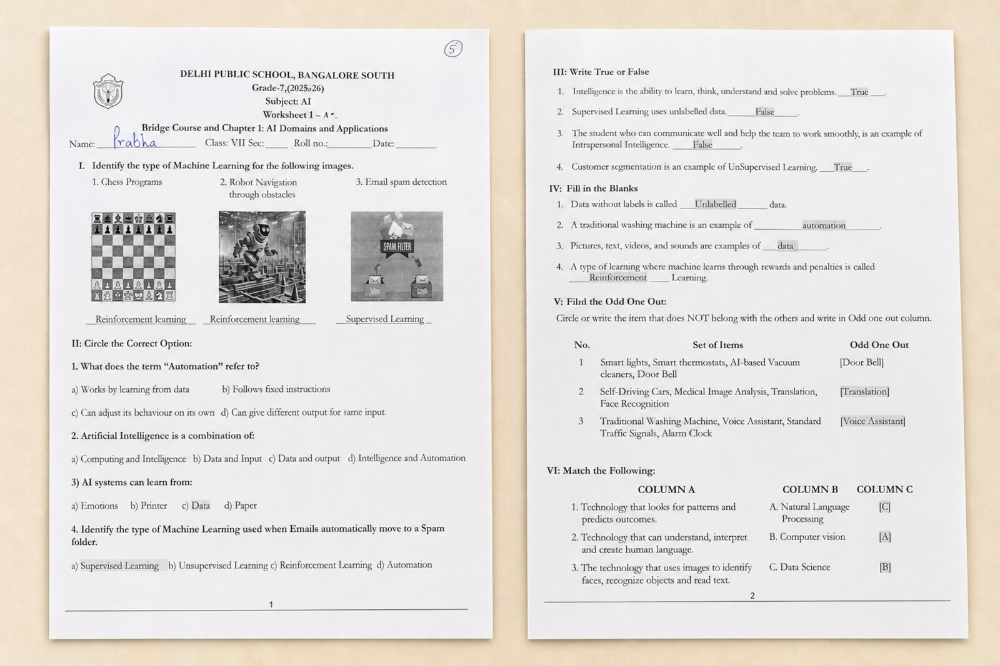 5
DELHI PUBLIC SCHOOL, BANGALORE SOUTH
Grade-7,(2025-26)
Subject: AI
Worksheet 1 – A
Bridge Course and Chapter 1: AI Domains and Applications
Name: Prabha Class: VII Sec: ____ Roll no.:________ Date: ________
I. Identify the type of Machine Learning for the following images.
1. Chess Programs 2. Robot Navigation 3. Email spam detection
through obstacles
SPAM FILTER
Reinforcement learning Reinforcement learning Supervised Learning
II: Circle the Correct Option:
1. What does the term “Automation” refer to?
a) Works by learning from data b) Follows fixed instructions
c) Can adjust its behaviour on its own d) Can give different output for same input.
2. Artificial Intelligence is a combination of:
a) Computing and Intelligence b) Data and Input c) Data and output d) Intelligence and Automation
3) AI systems can learn from:
a) Emotions b) Printer c) Data d) Paper
4. Identify the type of Machine Learning used when Emails automatically move to a Spam
folder.
a) Supervised Learning b) Unsupervised Learning c) Reinforcement Learning d) Automation
1
III: Write True or False
1. Intelligence is the ability to learn, think, understand and solve problems. True .
2. Supervised Learning uses unlabelled data. False .
3. The student who can communicate well and help the team to work smoothly, is an example of
Intrapersonal Intelligence. False .
4. Customer segmentation is an example of UnSupervised Learning. True .
IV: Fill in the Blanks
1. Data without labels is called Unlabelled data.
2. A traditional washing machine is an example of automation .
3. Pictures, text, videos, and sounds are examples of data .
4. A type of learning where machine learns through rewards and penalties is called
Reinforcement Learning.
V: Find the Odd One Out:
Circle or write the item that does NOT belong with the others and write in Odd one out column.
No. Set of Items Odd One Out
1 Smart lights, Smart thermostats, AI-based Vacuum [Door Bell]
cleaners, Door Bell
2 Self-Driving Cars, Medical Image Analysis, Translation, [Translation]
Face Recognition
3 Traditional Washing Machine, Voice Assistant, Standard [Voice Assistant]
Traffic Signals, Alarm Clock
VI: Match the Following:
COLUMN A COLUMN B COLUMN C
1. Technology that looks for patterns and A. Natural Language [C]
predicts outcomes. Processing
2. Technology that can understand, interpret B. Computer vision [A]
and create human language.
3. The technology that uses images to identify C. Data Science [B]
faces, recognize objects and read text.
2